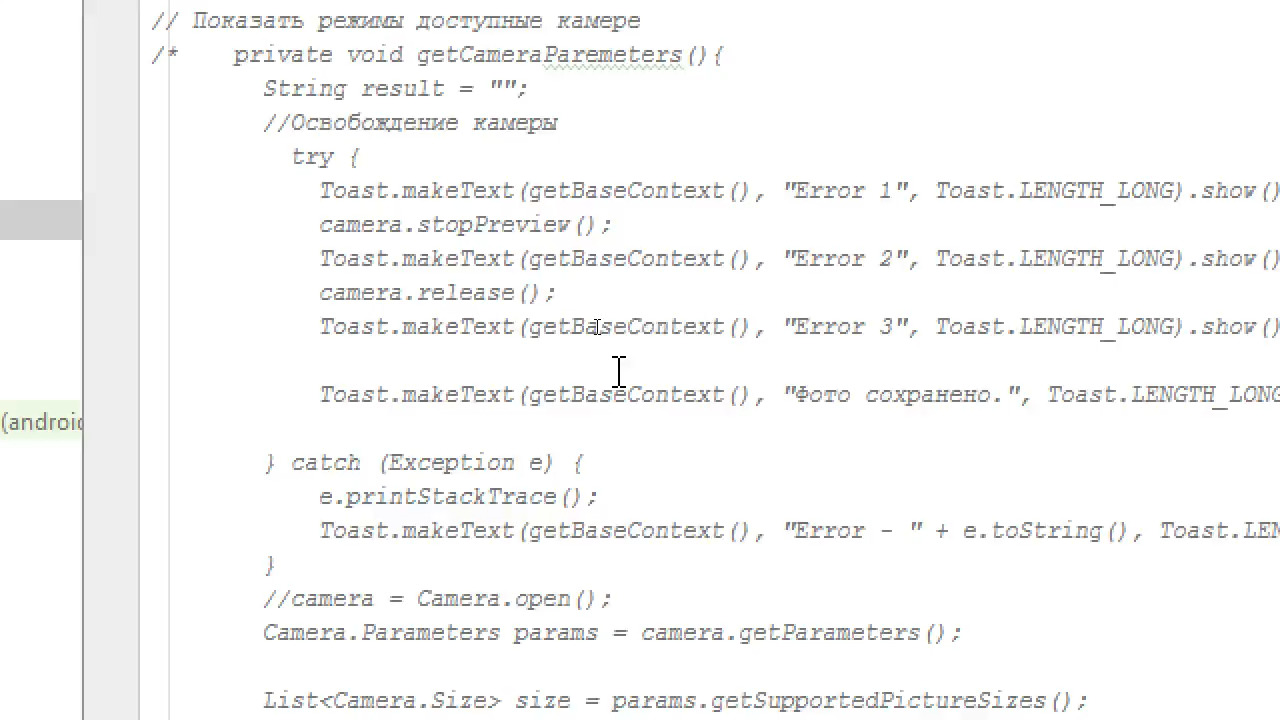 // Показать режимы доступные камере
/*    private void getCameraParemeters(){
String result = "";
//Освобождение камеры
try {
Toast.makeText(getBaseContext(), "Error 1", Toast.LENGTH_LONG).show()
camera.stopPreview();
Toast.makeText(getBaseContext(), "Error 2", Toast.LENGTH_LONG).show()
camera.release();
Toast.makeText(getBaseContext(), "Error 3", Toast.LENGTH_LONG).show()
Toast.makeText(getBaseContext(), "Фото сохранено.", Toast.LENGTH_LONG
(android
} catch (Exception e) {
e.printStackTrace();
Toast.makeText(getBaseContext(), "Error - " + e.toString(), Toast.LEN
}
//camera = Camera.open();
Camera.Parameters params = camera.getParameters();
List<Camera.Size> size = params.getSupportedPictureSizes();